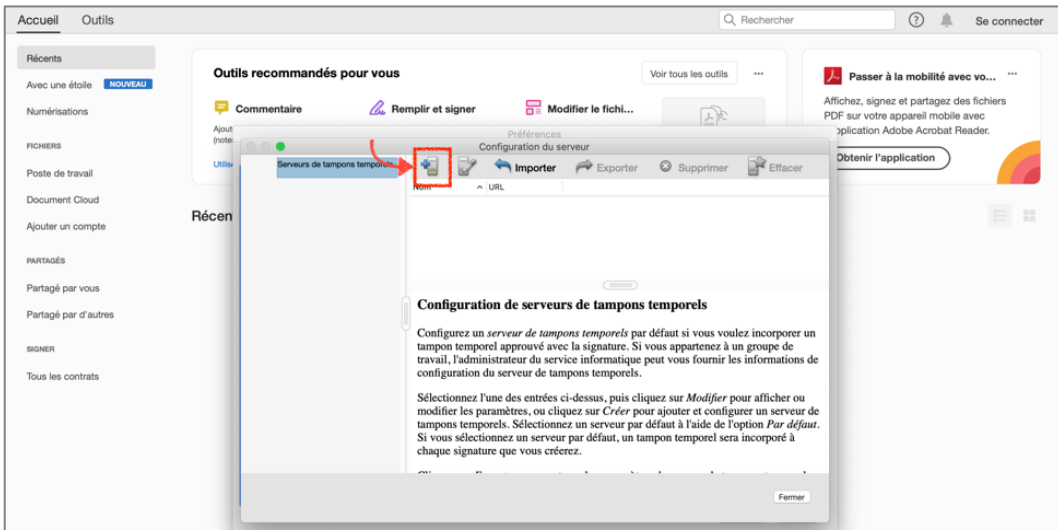 Accueil Outils
Rechercher
Se connecter
Récents
Avec une étoile NOUVEAU
Numérisations
FICHIERS
Poste de travail
Document Cloud
Ajouter un compte
PARTAGÉS
Partagé par vous
Partagé par d'autres
SIGNER
Tous les contrats
Outils recommandés pour vous
Voir tous les outils
Commentaire
Remplir et signer
Modifier le fichi...
Ajout
(note
Utilise
Passer à la mobilité avec vo...
Affichez, signez et partagez des fichiers
PDF sur votre appareil mobile avec
pplication Adobe Acrobat Reader.
Obtenir l'application
Récen
Préférences
Configuration du serveur
Serveurs de tampons temporels
Importer Exporter Supprimer Effacer
Nom URL
Configuration de serveurs de tampons temporels
Configurez un serveur de tampons temporels par défaut si vous voulez incorporer un
tampon temporel approuvé avec la signature. Si vous appartenez à un groupe de
travail, l'administrateur du service informatique peut vous fournir les informations de
configuration du serveur de tampons temporels.
Sélectionnez l'une des entrées ci-dessus, puis cliquez sur Modifier pour afficher ou
modifier les paramètres, ou cliquez sur Créer pour ajouter et configurer un serveur de
tampons temporels. Sélectionnez un serveur par défaut à l'aide de l'option Par défaut.
Si vous sélectionnez un serveur par défaut, un tampon temporel sera incorporé à
chaque signature que vous créerez.
Fermer